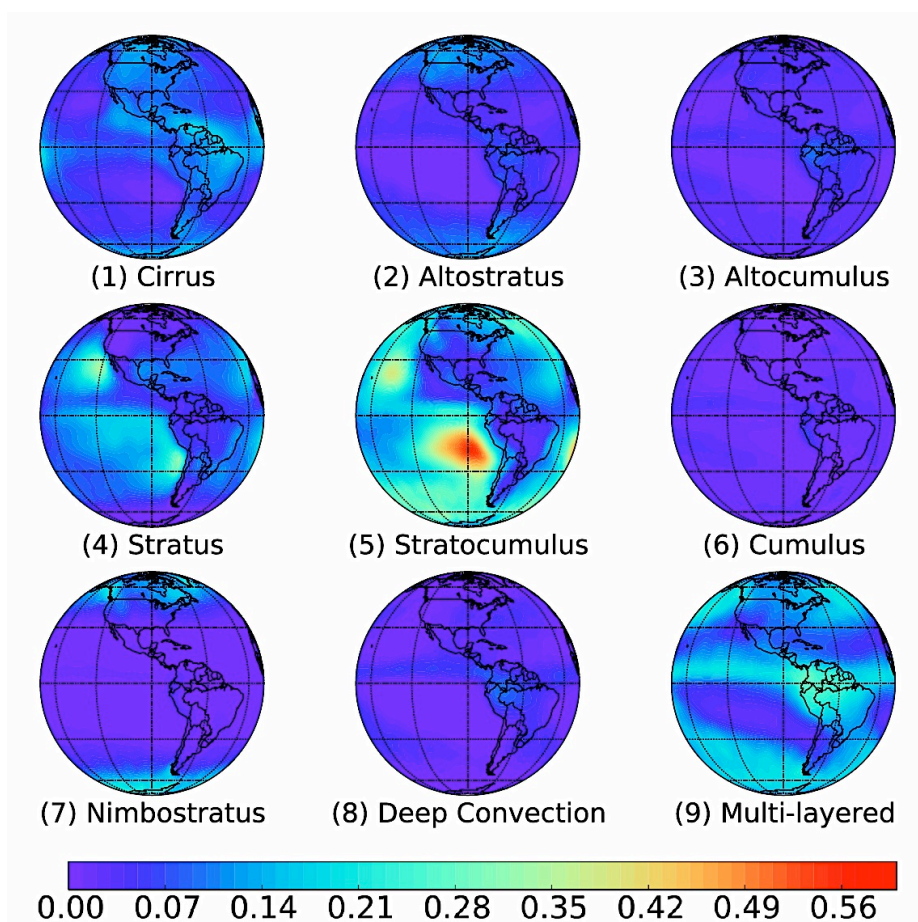 (1) Cirrus
(2) Altostratus
(3) Altocumulus
(4) Stratus
(5) Stratocumulus
(6) Cumulus
(7) Nimbostratus
(8) Deep Convection
(9) Multi-layered
0.00 0.07 0.14 0.21 0.28 0.35 0.42 0.49 0.56